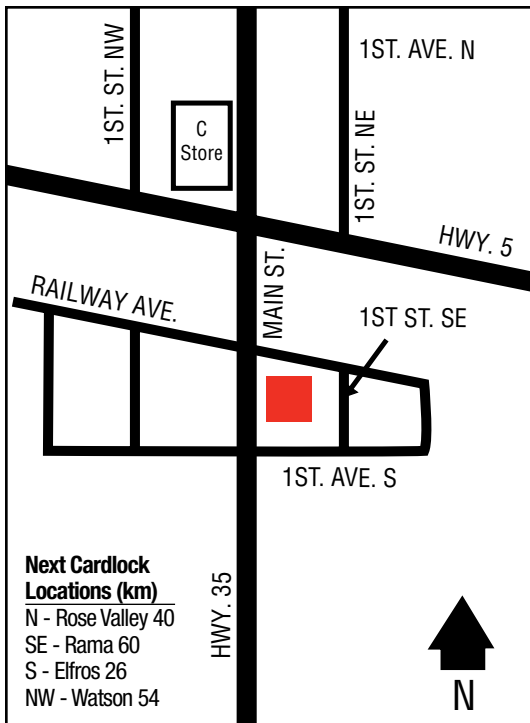 1ST. ST. NW
1ST. AVE. N
C
Store
1ST. ST. NE
HWY. 5
MAIN ST.
RAILWAY AVE.
1ST ST. SE
1ST. AVE. S
HWY. 35
Next Cardlock
Locations (km)
N - Rose Valley 40
SE - Rama 60
S - Elfros 26
NW - Watson 54
N